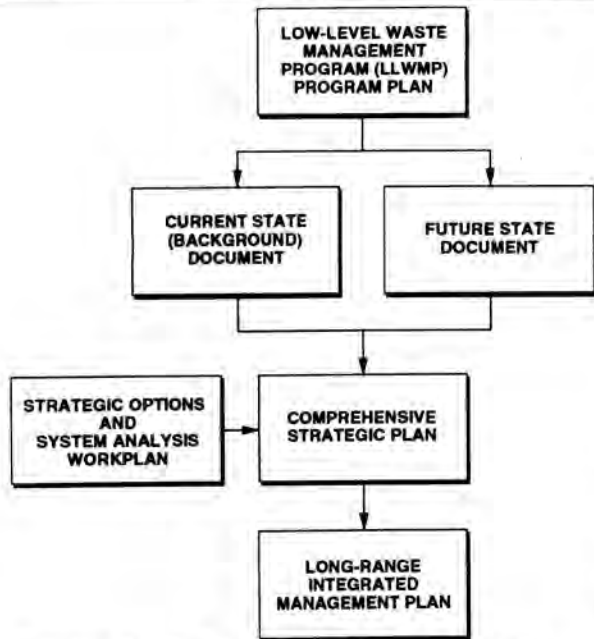 LOW-LEVEL WASTE
MANAGEMENT
PROGRAM (LLWMP)
PROGRAM PLAN
CURRENT STATE
(BACKGROUND)
DOCUMENT
FUTURE STATE
DOCUMENT
STRATEGIC OPTIONS
AND
SYSTEM ANALYSIS
WORKPLAN
COMPREHENSIVE
STRATEGIC PLAN
LONG-RANGE
INTEGRATED
MANAGEMENT PLAN